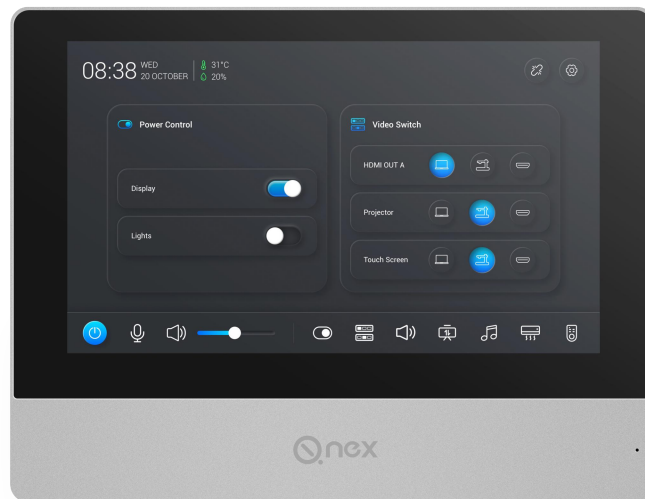 08:38
WED
20 OCTOBER
31°C
20%
Power Control
Display
Lights
Video Switch
HDMI OUT A
Projector
Touch Screen
Qnex